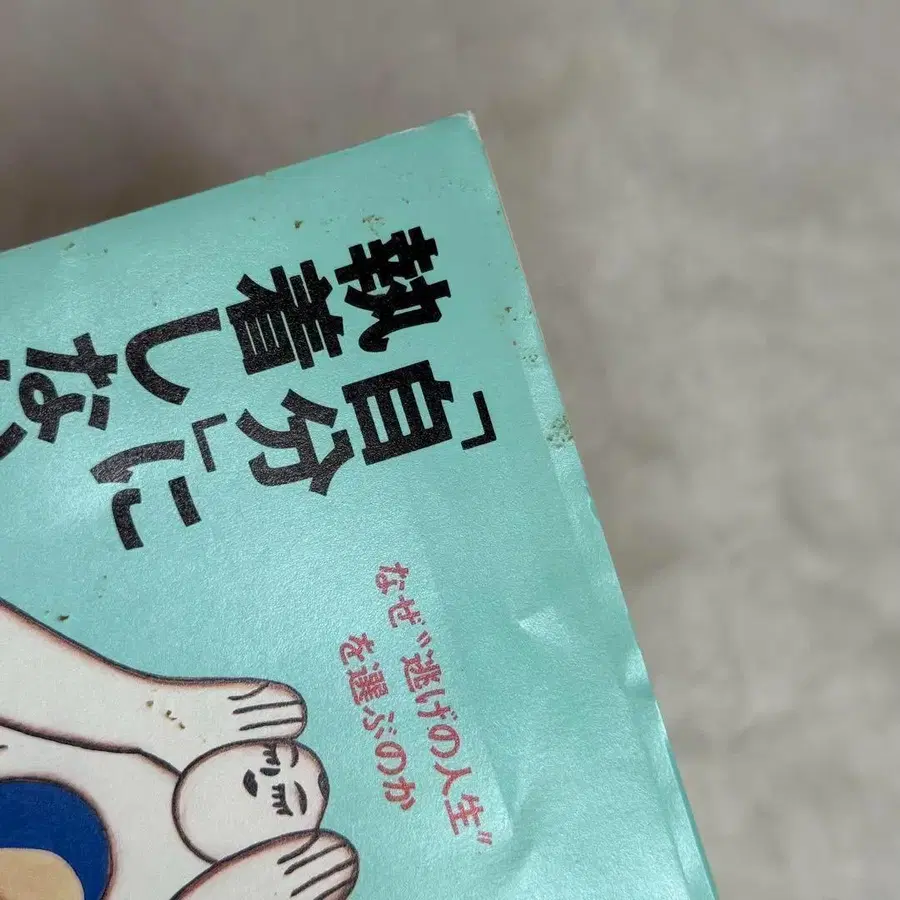 「自分」に
執着しな
なぜ“逃げの人生”
を選ぶのか